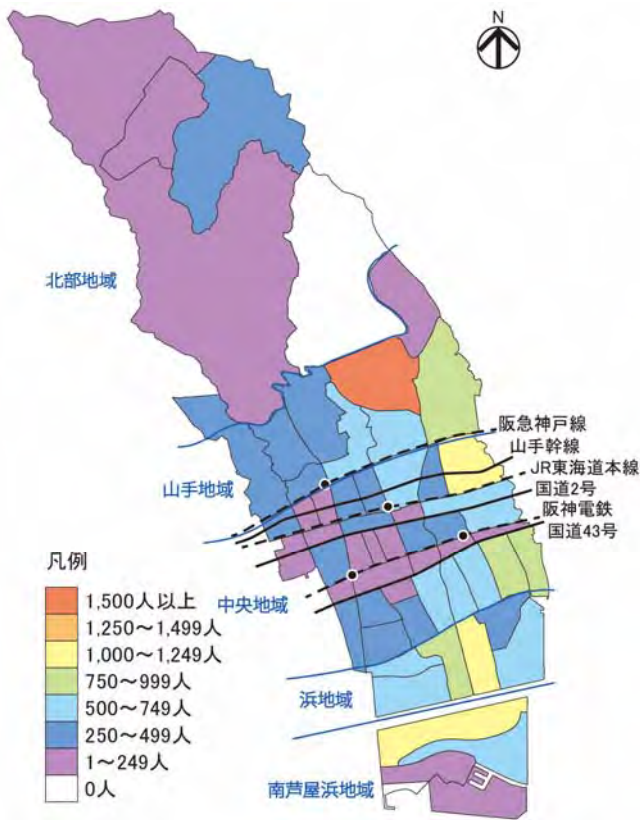 N
北部地域
阪急神戸線
山手幹線
JR東海道本線
国道2号
阪神電鉄
国道43号
山手地域
中央地域
浜地域
南芦屋浜地域
凡例
1,500人以上
1,250～1,499人
1,000～1,249人
750～999人
500～749人
250～499人
1～249人
0人